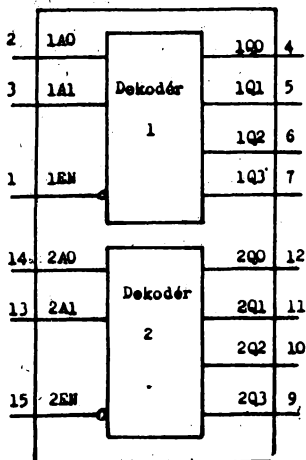 2 1A0 1Q0 4
3 1A1 Dekodér 1Q1 5
1 1Q2 6
1 1EN 1Q3 7
14 2A0 2Q0 12
Dekodér
13 2A1 2Q1 11
2 2Q2 10
15 2EN 2Q3 9